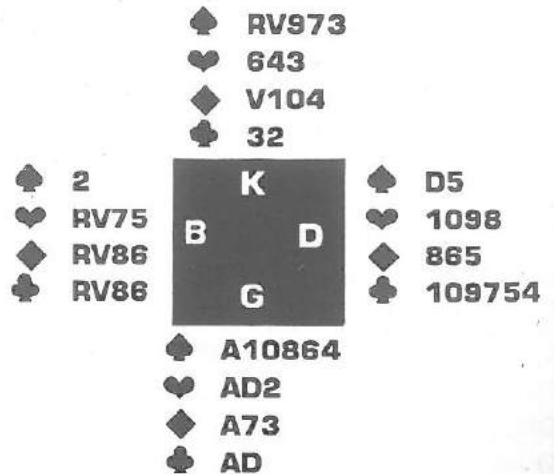 ♠ RV973
♥ 643
♦ V104
♣ 32
♠ 2
♥ RV75
♦ RV86
♣ RV86
K
B D
G
♠ D5
♥ 1098
♦ 865
♣ 109754
♠ A10864
♥ AD2
♦ A73
♣ AD